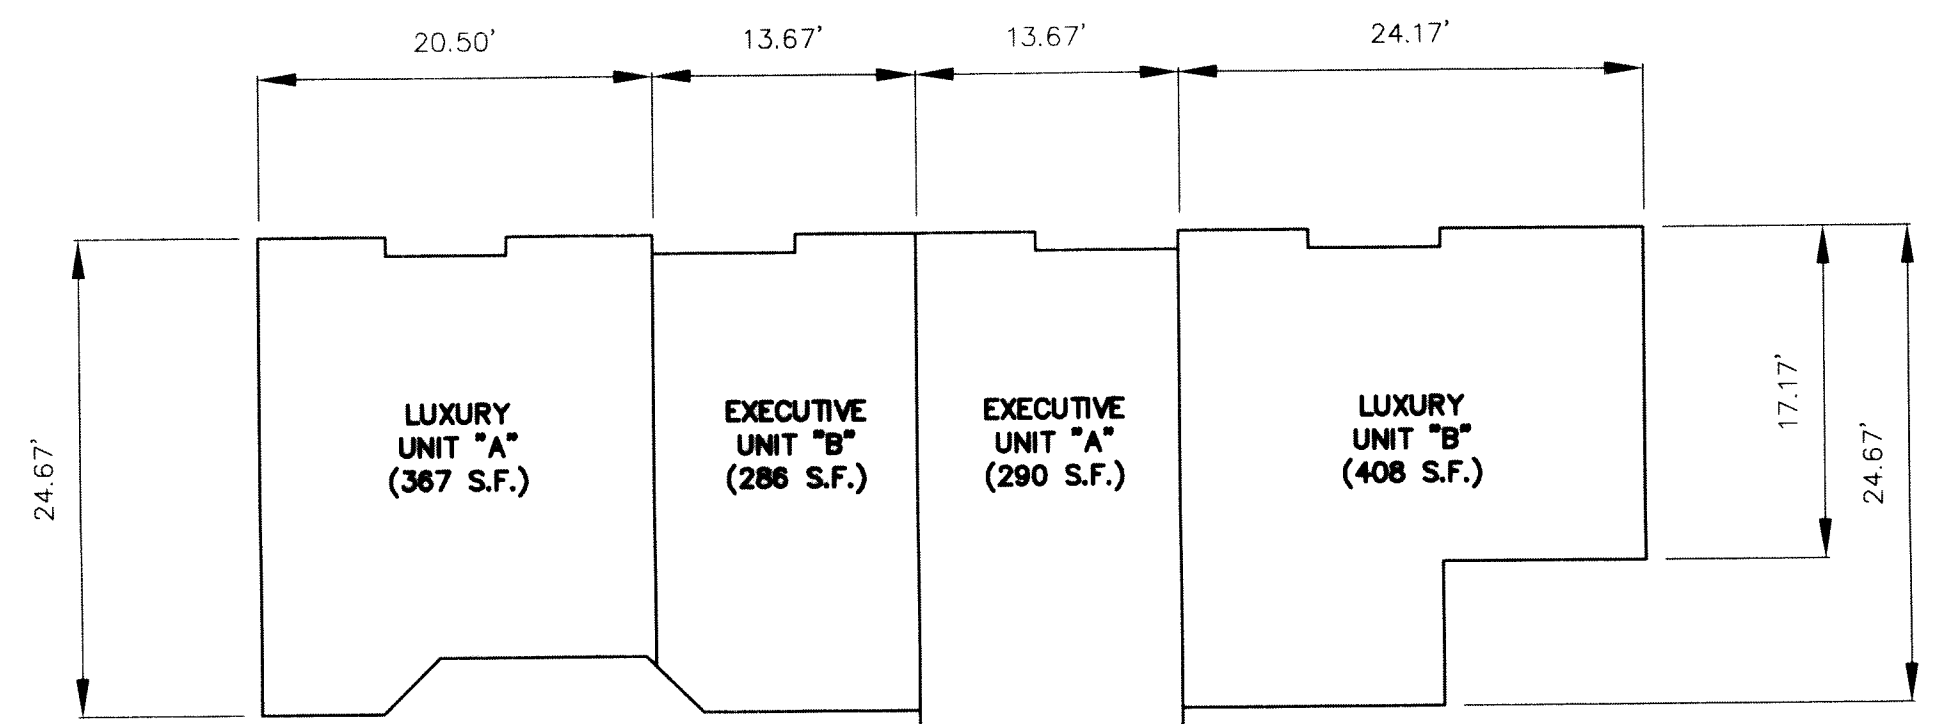 20.50'
13.67'
13.67'
24.17'
24.67'
LUXURY
UNIT "A"
(367 S.F.)
EXECUTIVE
UNIT "B"
(286 S.F.)
EXECUTIVE
UNIT "A"
(290 S.F.)
LUXURY
UNIT "B"
(408 S.F.)
17.17'
24.67'